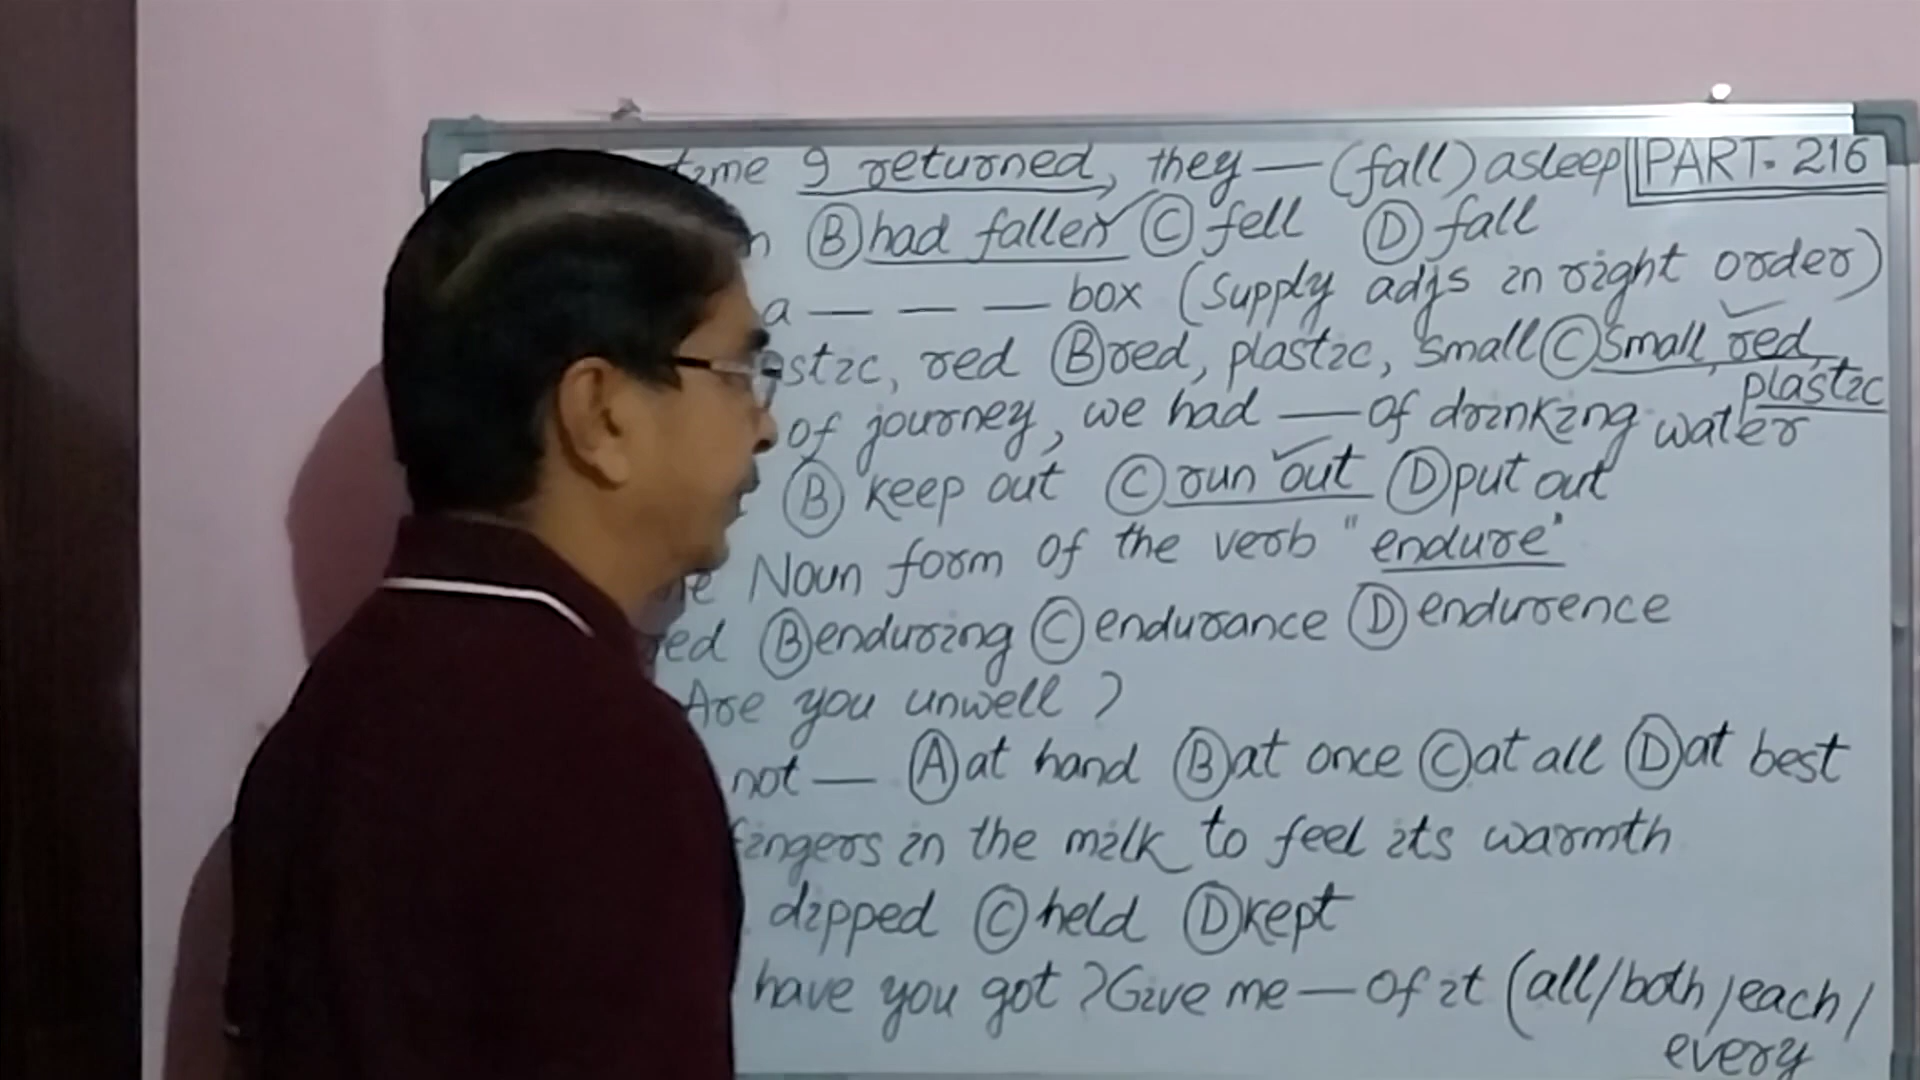 time I returned, they — (fall) asleep PART- 216
(B) had fallen ✓ (C) fell (D) fall
a — — — box (Supply adjs in right order)
red (B) red, plastic, small (C) small, red, plastic
of journey, we had — of drinking water
(B) keep out (C) run out ✓ (D) put out
Noun form of the verb "endure"
(B) enduring (C) endurance (D) endurence
Are you unwell ?
not — (A) at hand (B) at once (C) at all (D) at best
fingers in the milk to feel its warmth
dipped (C) held (D) kept
have you got ? Give me — of it (all/both/each/
every